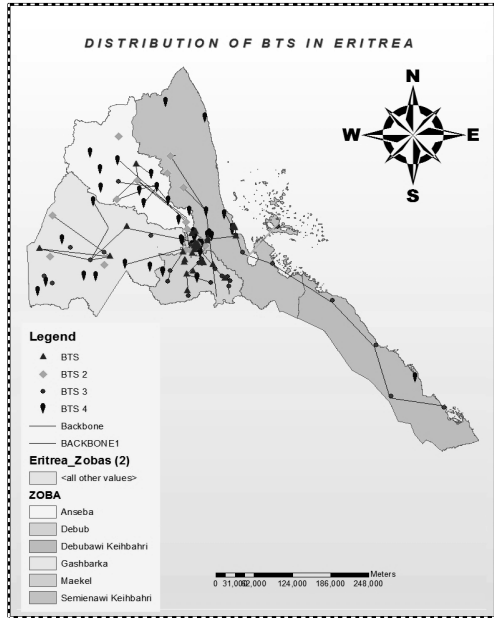 DISTRIBUTION OF BTS IN ERITREA
N
W E
S
Legend
BTS
BTS 2
BTS 3
BTS 4
Backbone
BACKBONE1
Eritrea_Zobas (2)
<all other values>
ZOBA
Anseba
Debub
Debubawi Keihbahri
Gashbarka
Maekel
Semienawi Keihbahri
Meters
0 31,000 62,000 124,000 186,000 248,000